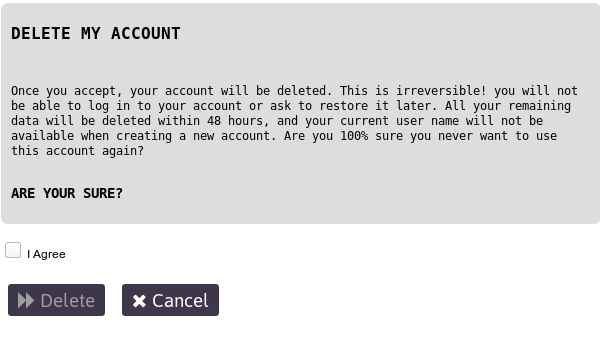 DELETE MY ACCOUNT
Once you accept, your account will be deleted. This is irreversible! you will not
be able to log in to your account or ask to restore it later. All your remaining
data will be deleted within 48 hours, and your current user name will not be
available when creating a new account. Are you 100% sure you never want to use
this account again?
ARE YOUR SURE?
I Agree
Delete
Cancel